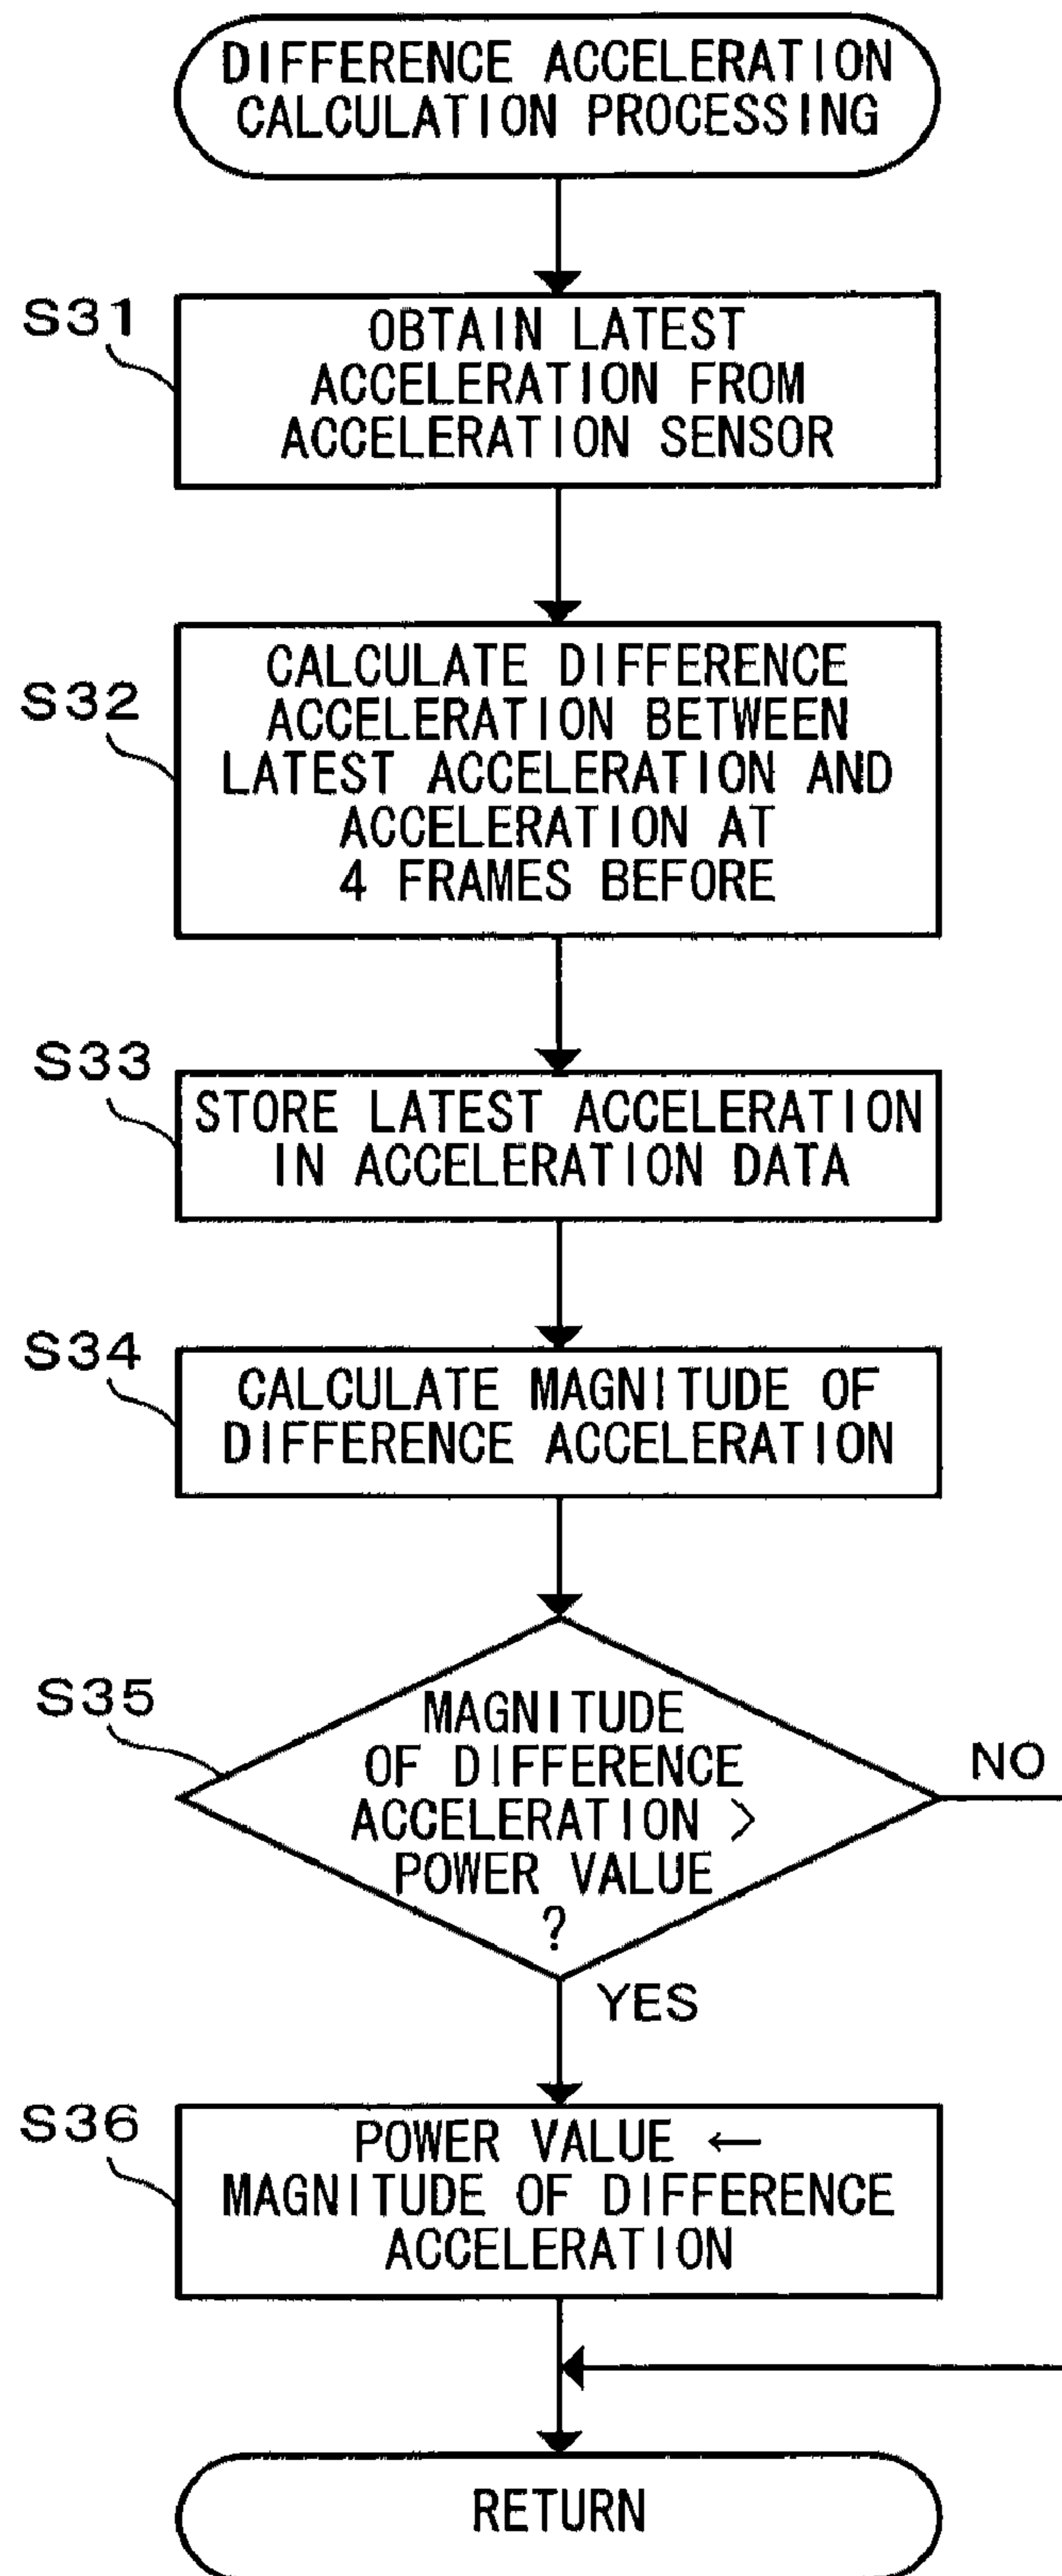 DIFFERENCE ACCELERATION
CALCULATION PROCESSING
S31
OBTAIN LATEST
ACCELERATION FROM
ACCELERATION SENSOR
S32
CALCULATE DIFFERENCE
ACCELERATION BETWEEN
LATEST ACCELERATION AND
ACCELERATION AT
4 FRAMES BEFORE
S33
STORE LATEST ACCELERATION
IN ACCELERATION DATA
S34
CALCULATE MAGNITUDE OF
DIFFERENCE ACCELERATION
S35
MAGNITUDE
OF DIFFERENCE
ACCELERATION >
POWER VALUE
?
NO
YES
S36
POWER VALUE ←
MAGNITUDE OF DIFFERENCE
ACCELERATION
RETURN